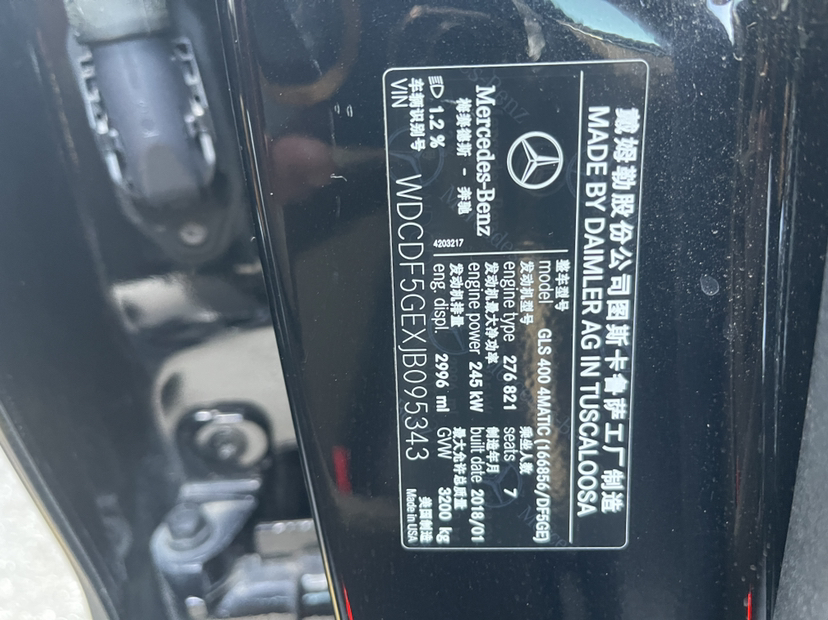 戴姆勒股份公司图斯卡鲁萨工厂制造
MADE BY DAIMLER AG IN TUSCALOOSA
Mercedes-Benz
梅赛德斯 - 奔驰
整车型号
model GLS 400 4MATIC (166856/DF5GE)
发动机型号 乘坐人数
engine type 276 821 seats 7
发动机最大净功率 制造年月
engine power 245 kW built date 2018/01
发动机排量 最大允许总质量
eng. displ. 2996 ml GVW 3200 kg
1.2 %
4203217
车辆识别号
VIN WDCDF5GEXJB095343
美国制造
Made in USA